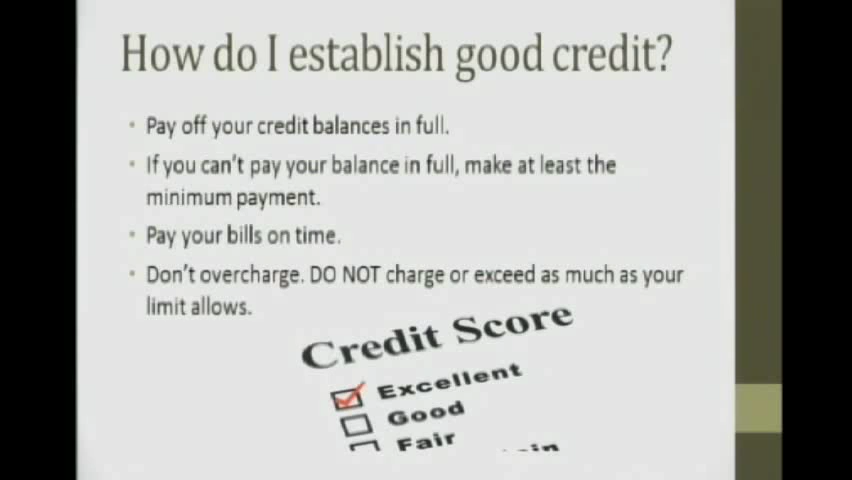 How do I establish good credit?
• Pay off your credit balances in full.
• If you can't pay your balance in full, make at least the
minimum payment.
• Pay your bills on time.
• Don't overcharge. DO NOT charge or exceed as much as your
limit allows.
Credit Score
Excellent
Good
Fair